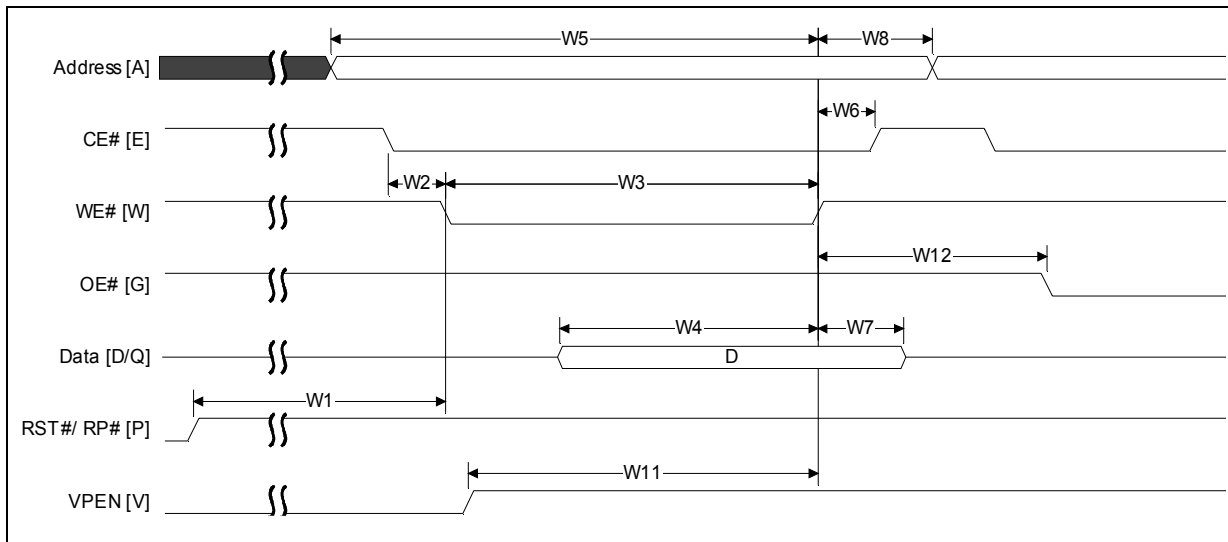 W5
W8
Address [A]
W6
CE# [E]
W2
W3
WE# [W]
W12
OE# [G]
W4
W7
Data [D/Q]
D
W1
RST#/ RP# [P]
W11
VPEN [V]